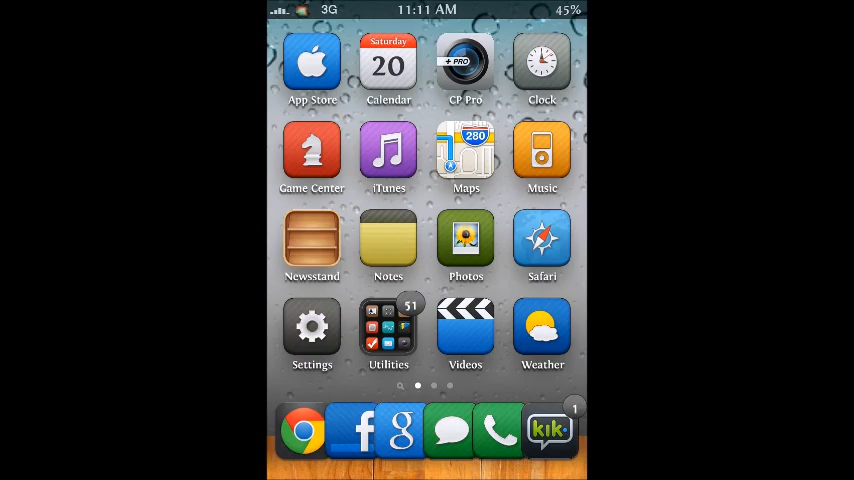 3G 11:11 AM 45%
Saturday
20
+ PRO
App Store Calendar CP Pro Clock
280
Game Center iTunes Maps Music
Newsstand Notes Photos Safari
51
Settings Utilities Videos Weather
1
f g kik.